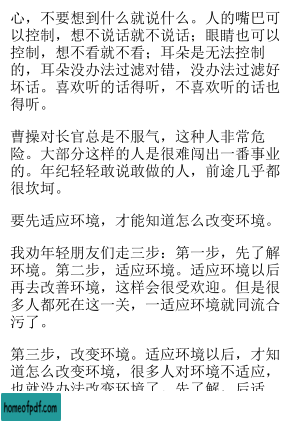 心，不要想到什么就说什么。人的嘴巴可
以控制，想不说话就不说话；眼睛也可以
控制，想不看就不看；耳朵是无法控制
的，耳朵没办法过滤对错，没办法过滤好
坏话。喜欢听的话得听，不喜欢听的话也
得听。
曹操对长官总是不服气，这种人非常危
险。大部分这样的人是很难闯出一番事业
的。年纪轻轻敢说敢做的人，前途几乎都
很坎坷。
要先适应环境，才能知道怎么改变环境。
我劝年轻朋友们走三步：第一步，先了解
环境。第二步，适应环境。适应环境以后
再去改善环境，这样会很受欢迎。但是很
多人都死在这一关，一适应环境就同流合
污了。
第三步，改变环境。适应环境以后，才知
道怎么改变环境，很多人对环境不适应，
也就没办法改变环境了。先了解，后适
homeofpdf.com